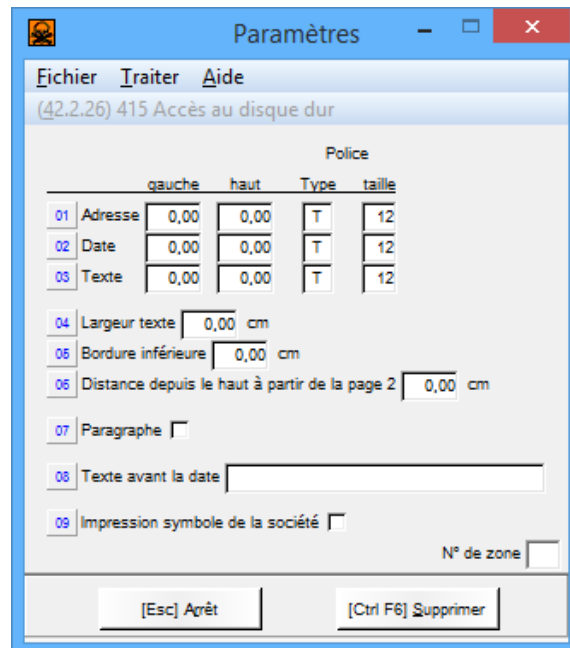 Paramètres
Fichier Traiter Aide
(42.2.26) 415 Accès au disque dur
Police
gauche haut Type taille
01 Adresse 0,00 0,00 T 12
02 Date 0,00 0,00 T 12
03 Texte 0,00 0,00 T 12
04 Largeur texte 0,00 cm
05 Bordure inférieure 0,00 cm
06 Distance depuis le haut à partir de la page 2 0,00 cm
07 Paragraphe
08 Texte avant la date
09 Impression symbole de la société
N° de zone
[Esc] Arrêt [Ctrl F6] Supprimer